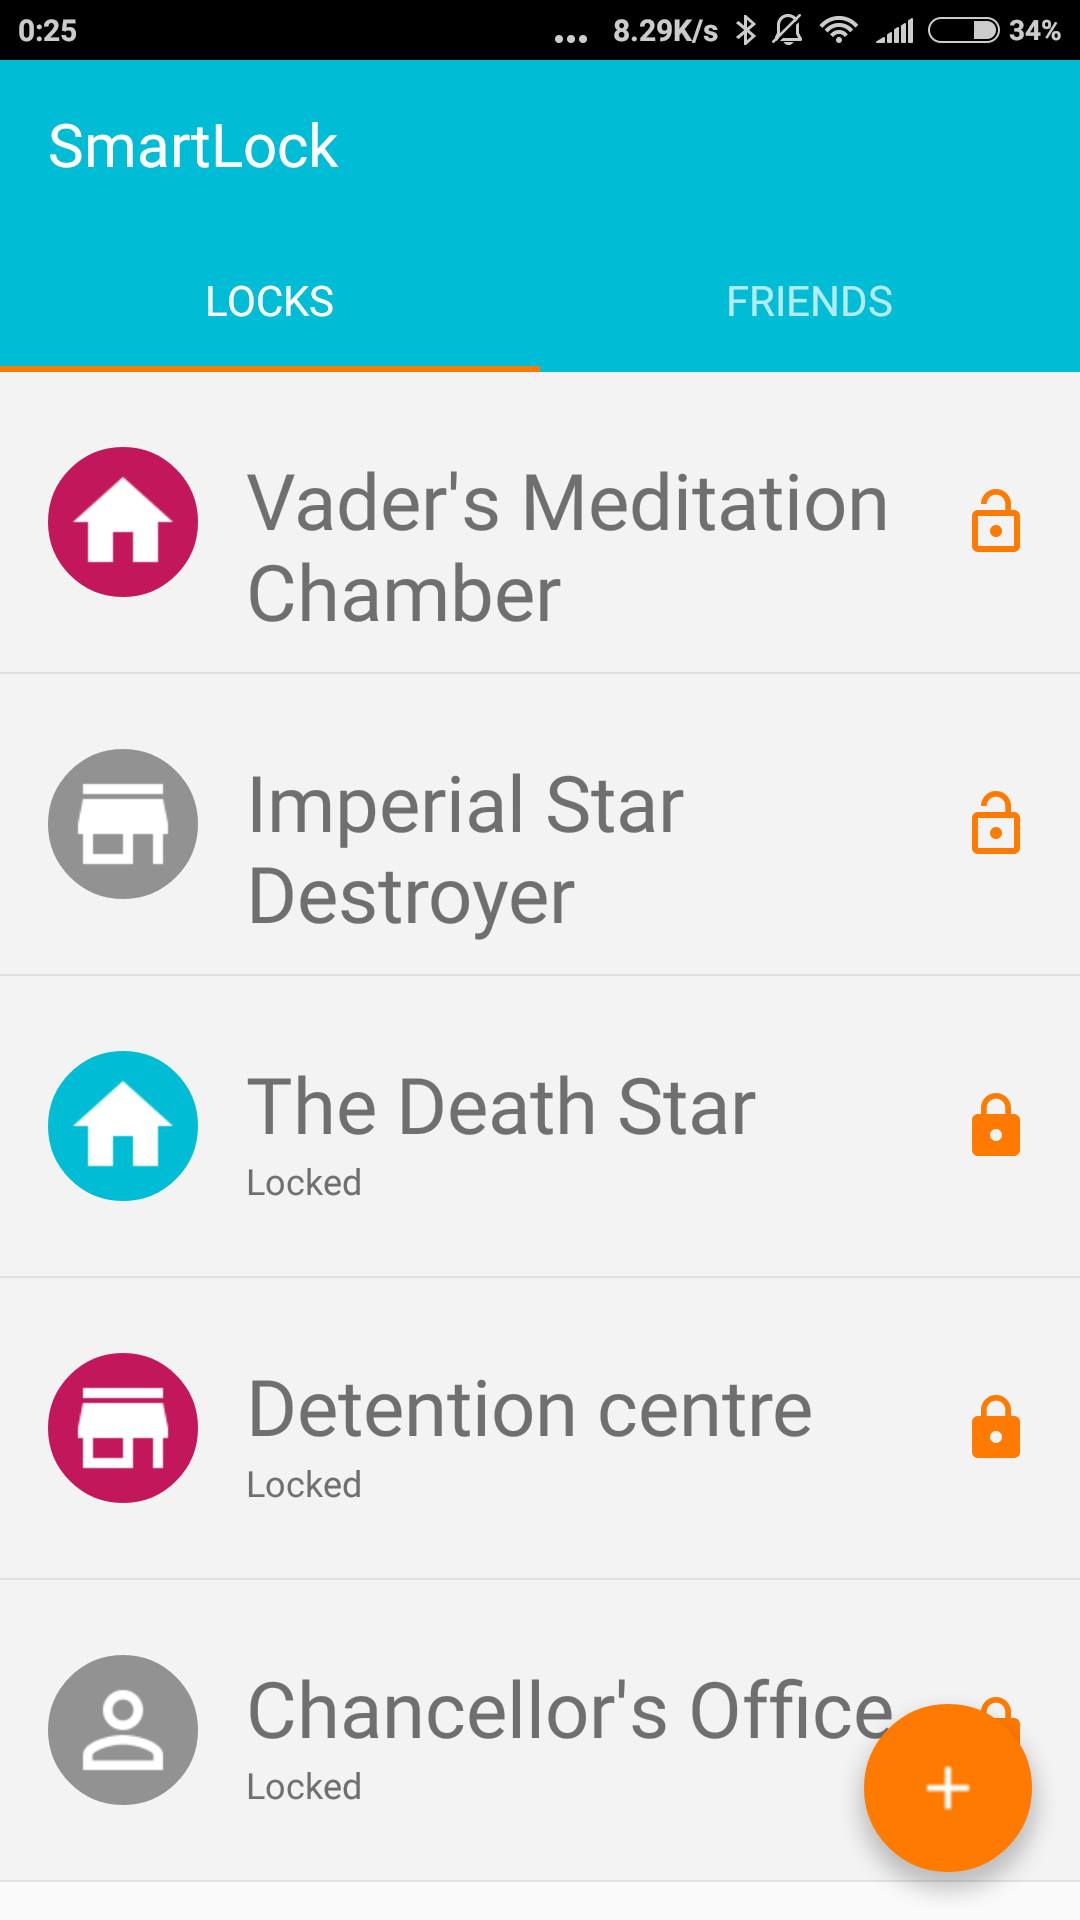 0:25 ... 8.29K/s 34%
SmartLock
LOCKS FRIENDS
Vader's Meditation
Chamber
Imperial Star
Destroyer
The Death Star
Locked
Detention centre
Locked
Chancellor's Office
Locked